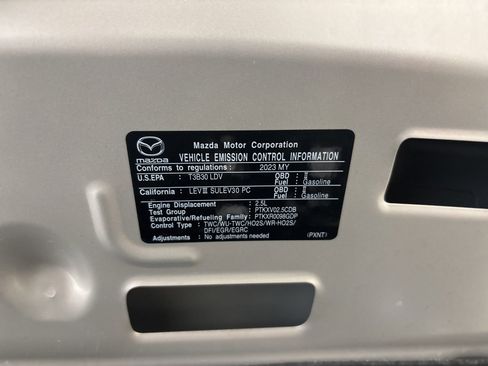 Mazda Motor Corporation
mazda VEHICLE EMISSION CONTROL INFORMATION
Conforms to regulations: 2023 MY
U.S.EPA : T3B30 LDV OBD : II
Fuel : Gasoline
California : LEVIII SULEV30 PC OBD : II
Fuel : Gasoline
Engine Displacement : 2.5L
Test Group : PTKXV02.5CDB
Evaporative/Refueling Family: PTKXR0098GDP
Control Type : TWC/WU-TWC/HO2S/WR-HO2S/
DFI/EGR/EGRC
Adjustments : No adjustments needed (PXNT)